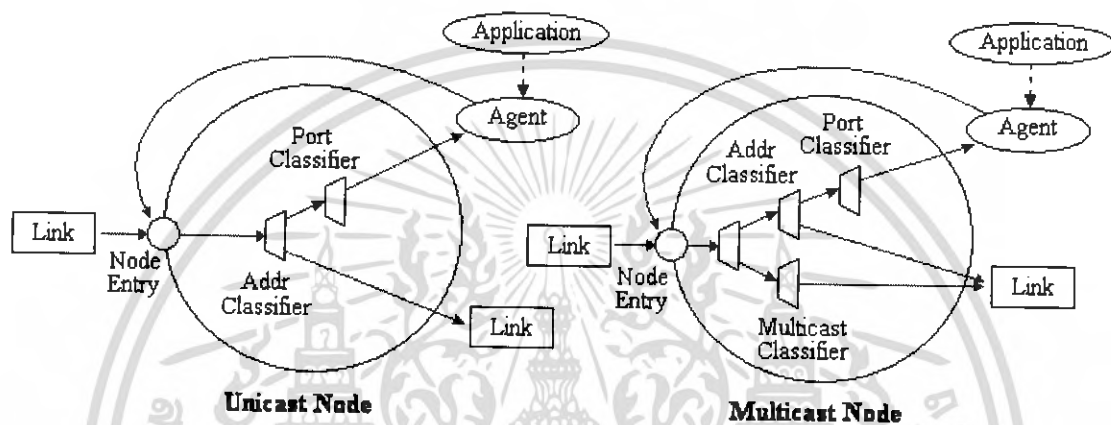 Application
Agent
Port
Classifier
Link
Node
Entry
Addr
Classifier
Link
Unicast Node
Application
Agent
Port
Classifier
Addr
Classifier
Link
Node
Entry
Link
Multicast
Classifier
Multicast Node